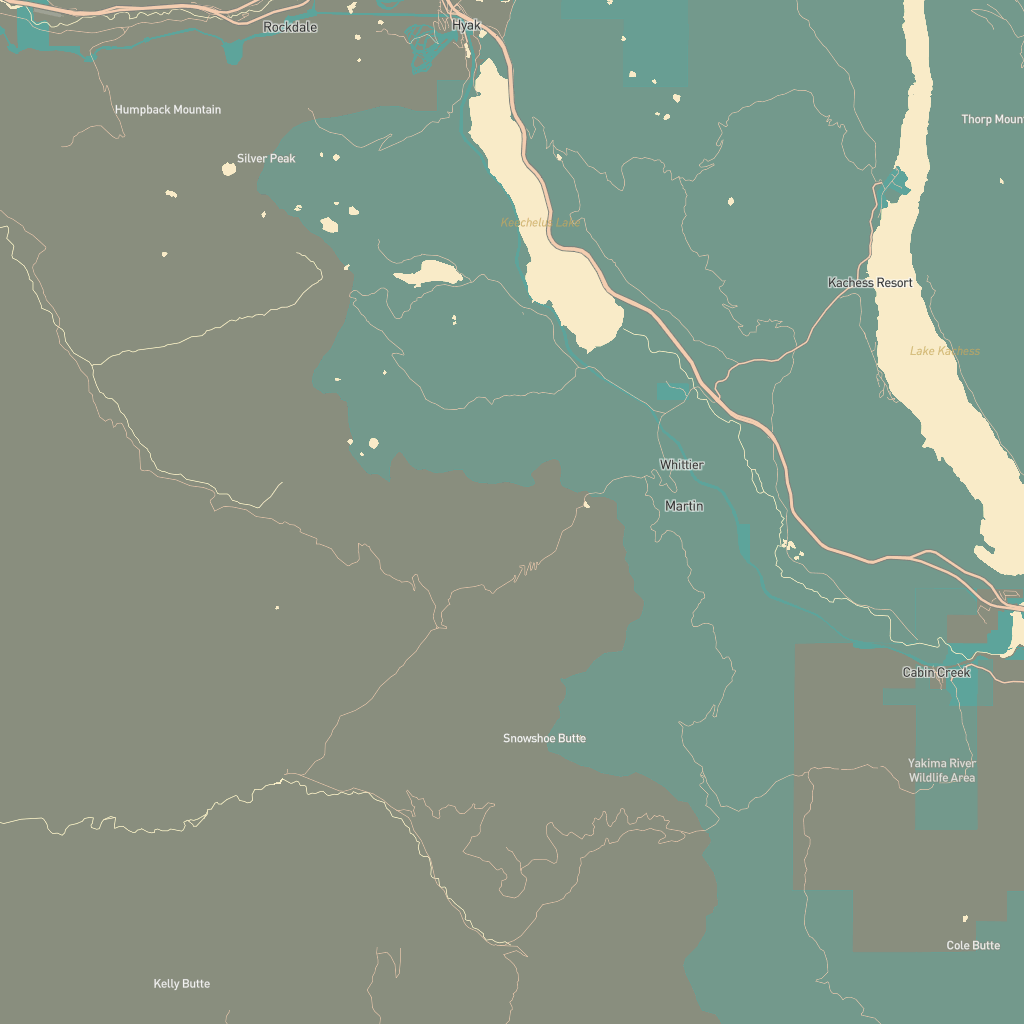 Rockdale
Hyak
Humpback Mountain
Silver Peak
Keechelus Lake
Kachess Resort
Lake Kachess
Whittier
Martin
Cabin Creek
Snowshoe Butte
Yakima River
Wildlife Area
Cole Butte
Kelly Butte
Thorp Mount